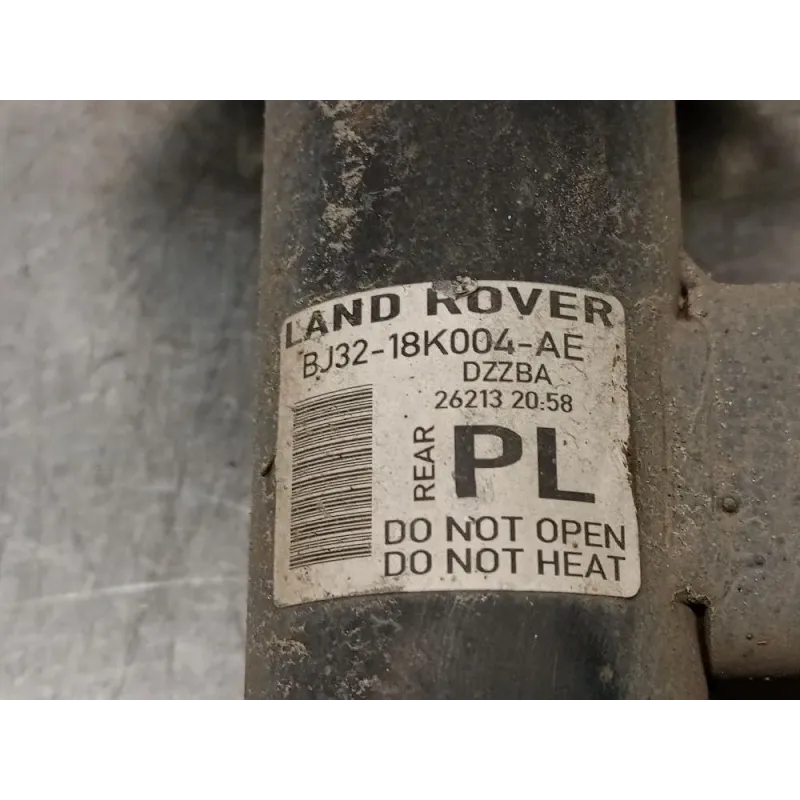 LAND ROVER
BJ32-18K004-AE
DZZBA
26213 20:58
REAR
PL
DO NOT OPEN
DO NOT HEAT